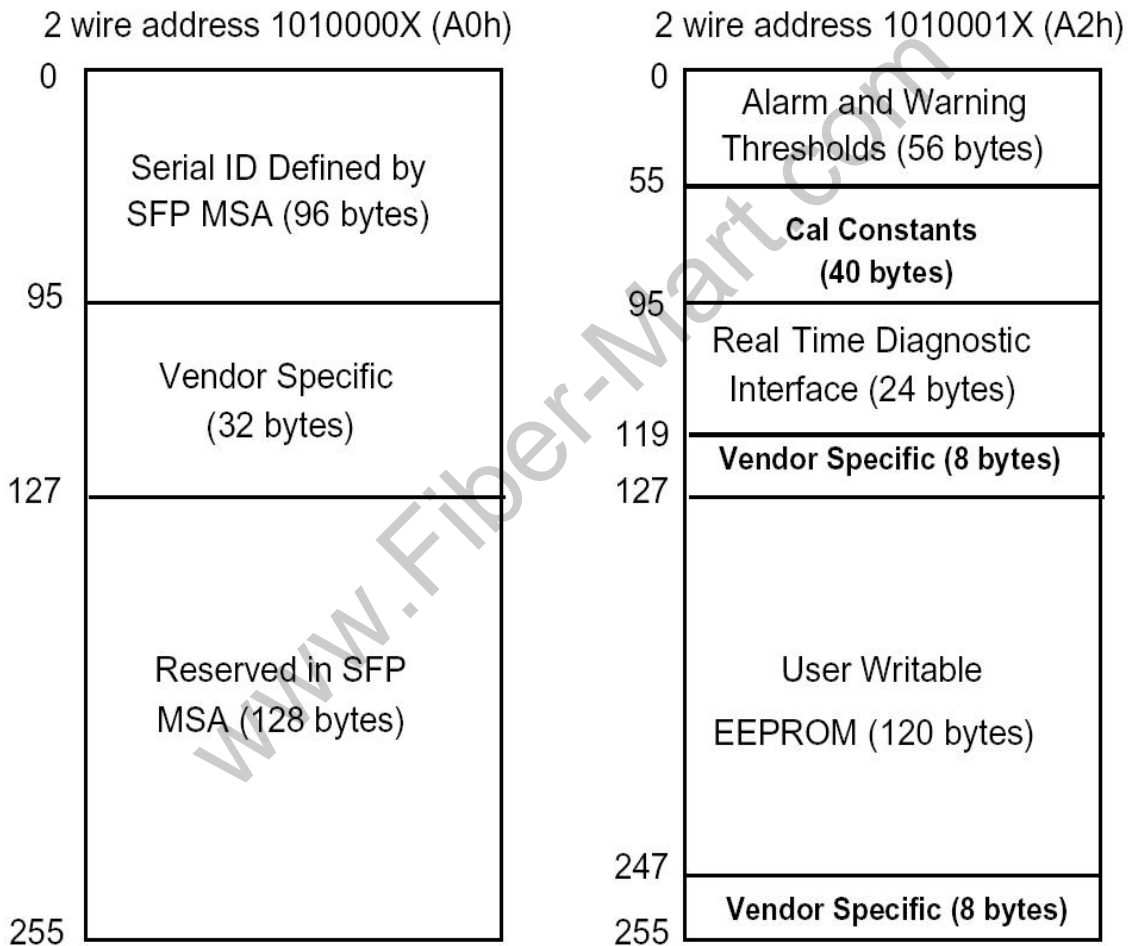 2 wire address 1010000X (A0h)
0
Serial ID Defined by
SFP MSA (96 bytes)
95
Vendor Specific
(32 bytes)
127
Reserved in SFP
MSA (128 bytes)
255
2 wire address 1010001X (A2h)
0
Alarm and Warning
Thresholds (56 bytes)
55
Cal Constants
(40 bytes)
95
Real Time Diagnostic
Interface (24 bytes)
119
Vendor Specific (8 bytes)
127
User Writable
EEPROM (120 bytes)
247
Vendor Specific (8 bytes)
255
www.Fiber-Mart.com